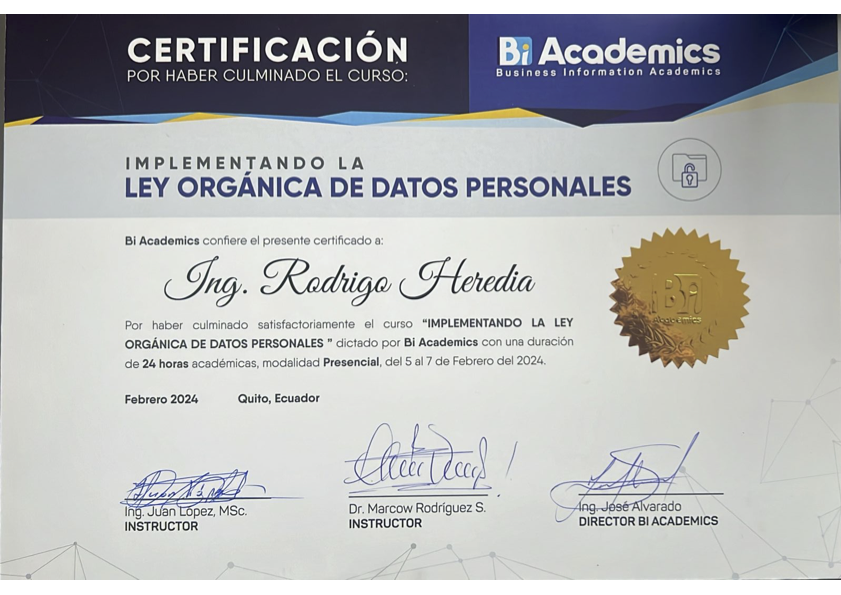 CERTIFICACIÓN
POR HABER CULMINADO EL CURSO:
Bi Academics
Business Information Academics
IMPLEMENTANDO LA
LEY ORGÁNICA DE DATOS PERSONALES
Bi Academics confiere el presente certificado a:
Ing. Rodrigo Heredia
BA
Academics
Por haber culminado satisfactoriamente el curso “IMPLEMENTANDO LA LEY
ORGÁNICA DE DATOS PERSONALES ” dictado por Bi Academics con una duración
de 24 horas académicas, modalidad Presencial, del 5 al 7 de Febrero del 2024.
Febrero 2024 Quito, Ecuador
Ing. Juan López, MSc.
INSTRUCTOR
Dr. Marcow Rodríguez S.
INSTRUCTOR
Ing. José Alvarado
DIRECTOR BI ACADEMICS